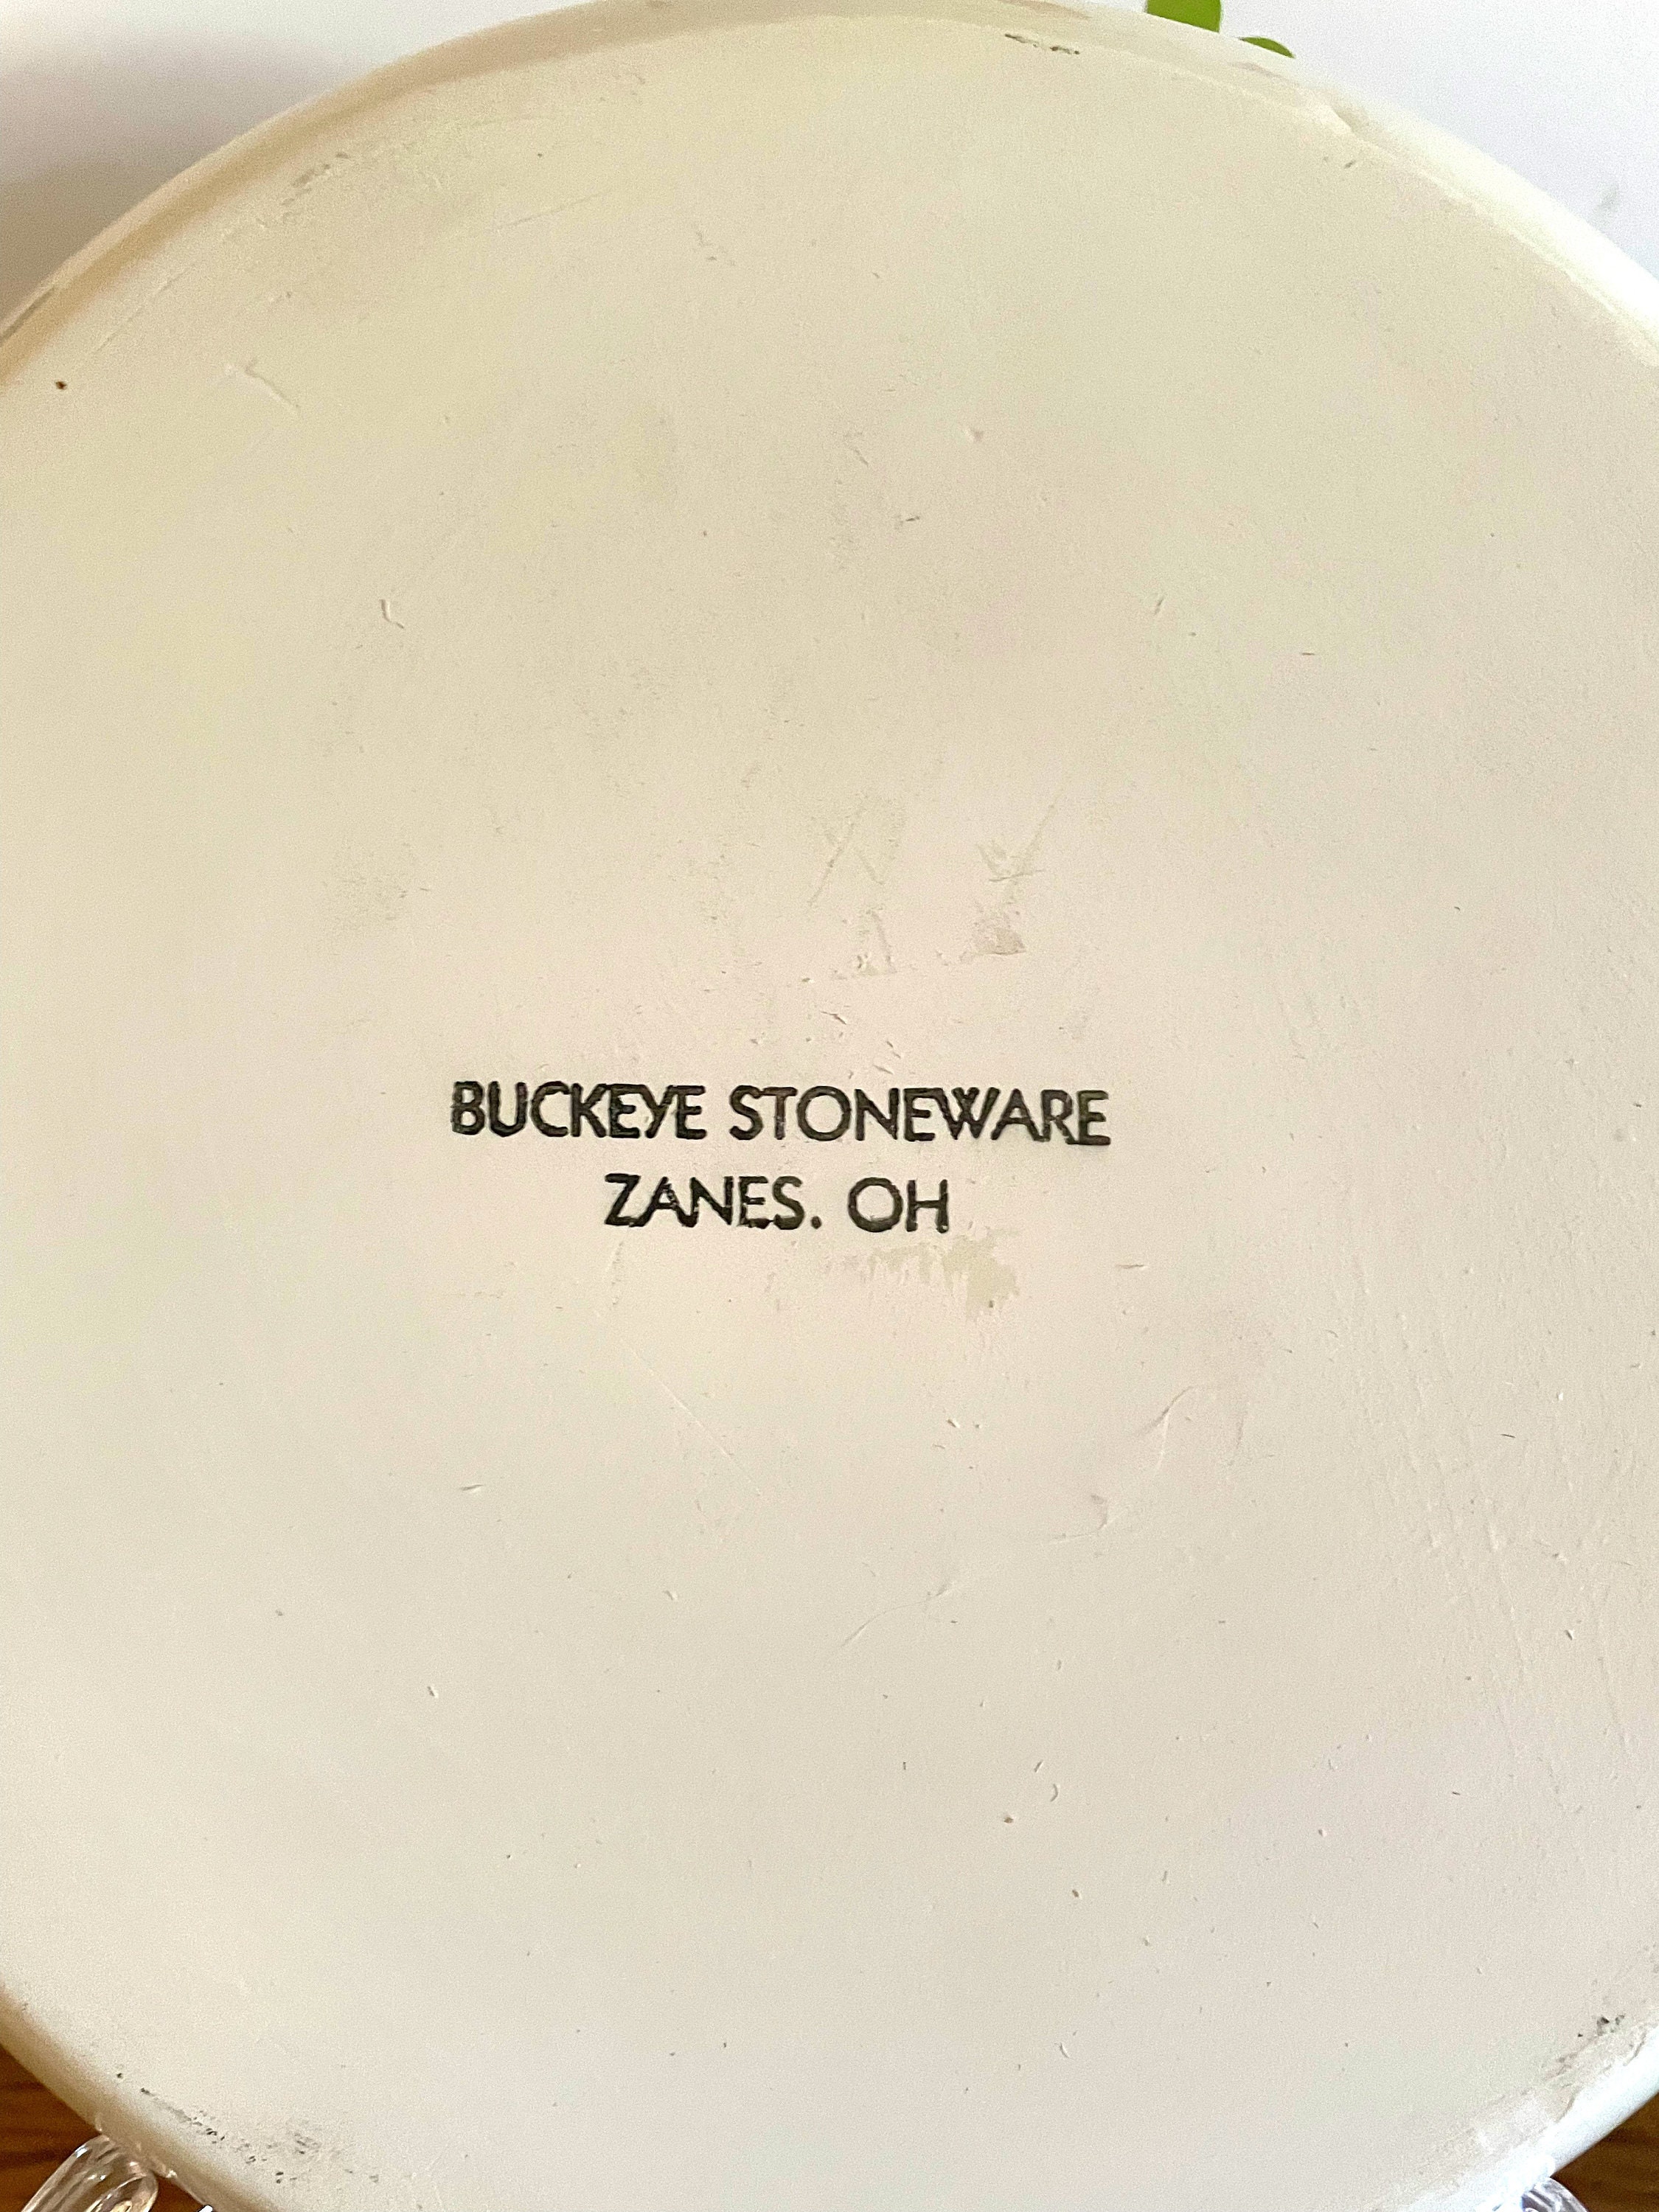 BUCKEYE STONEWARE
ZANES. OH